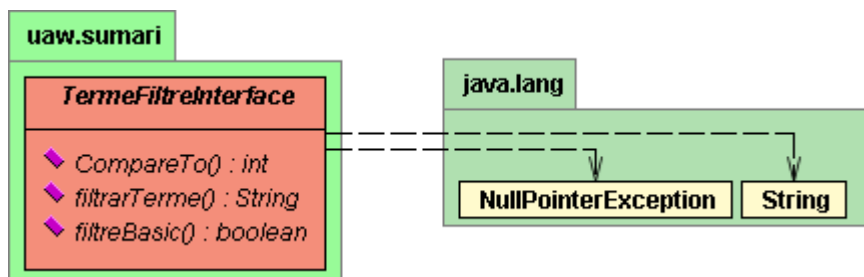 uaw.sumari
TermeFiltreInterface
CompareTo() : int
filtrarTerme() : String
filtreBasic() : boolean
java.lang
NullPointerException
String